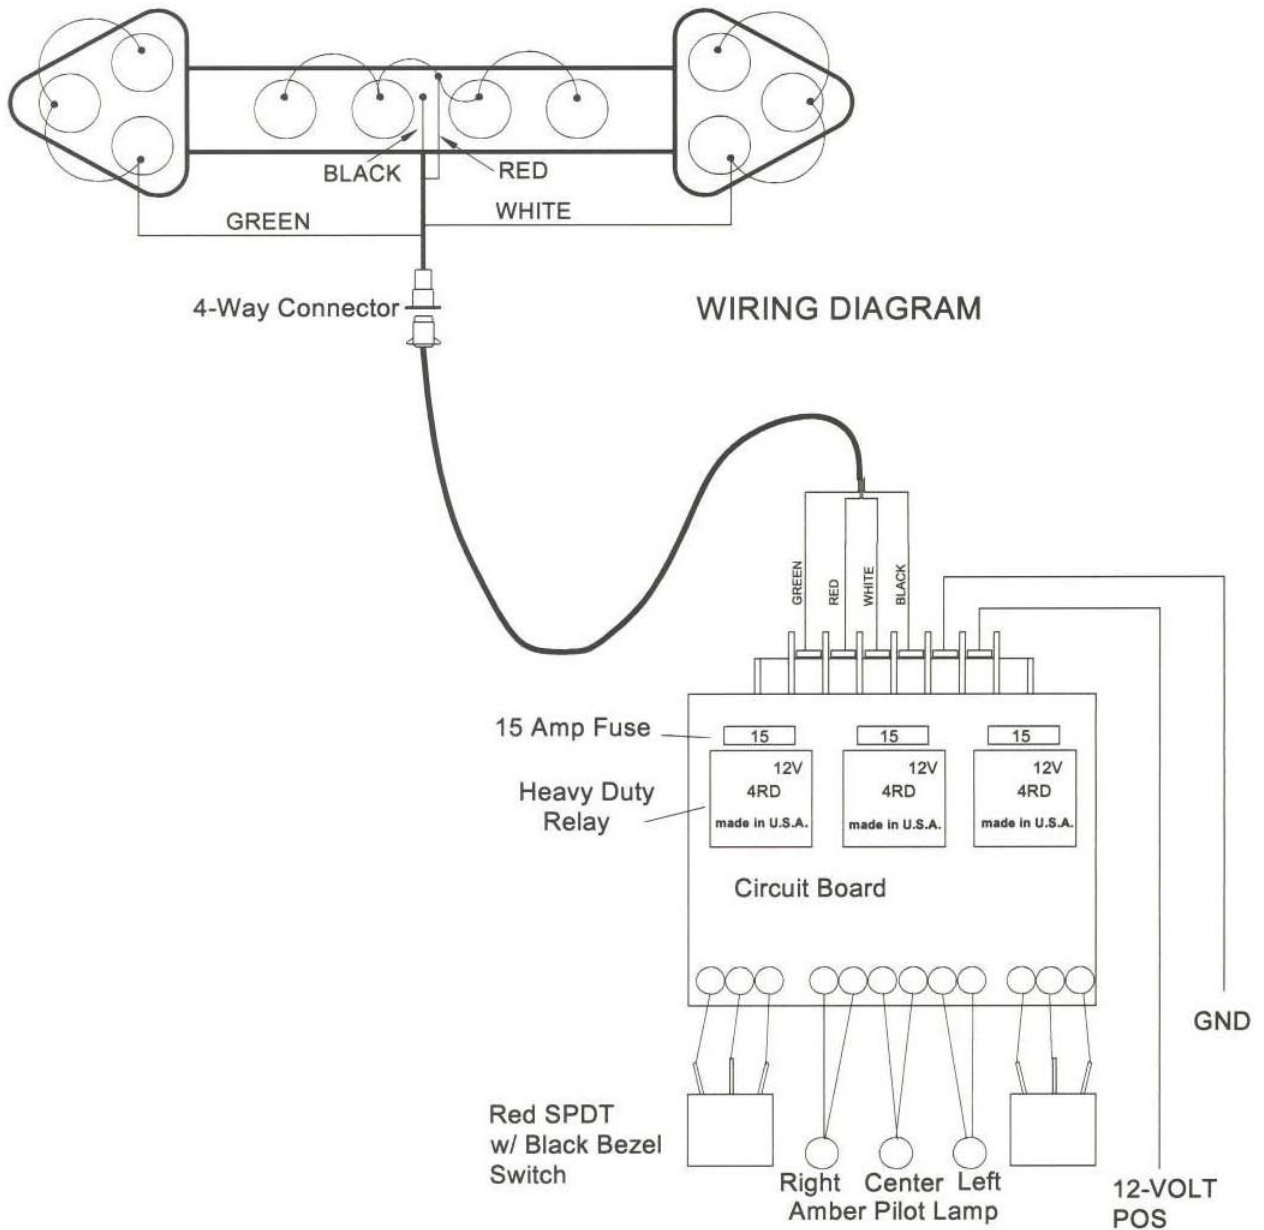 BLACK
RED
GREEN
WHITE
4-Way Connector
WIRING DIAGRAM
GREEN
RED
WHITE
BLACK
15 Amp Fuse
15
15
15
Heavy Duty
Relay
12V
4RD
made in U.S.A.
12V
4RD
made in U.S.A.
12V
4RD
made in U.S.A.
Circuit Board
GND
Red SPDT
w/ Black Bezel
Switch
Right Center Left
Amber Pilot Lamp
12-VOLT
POS